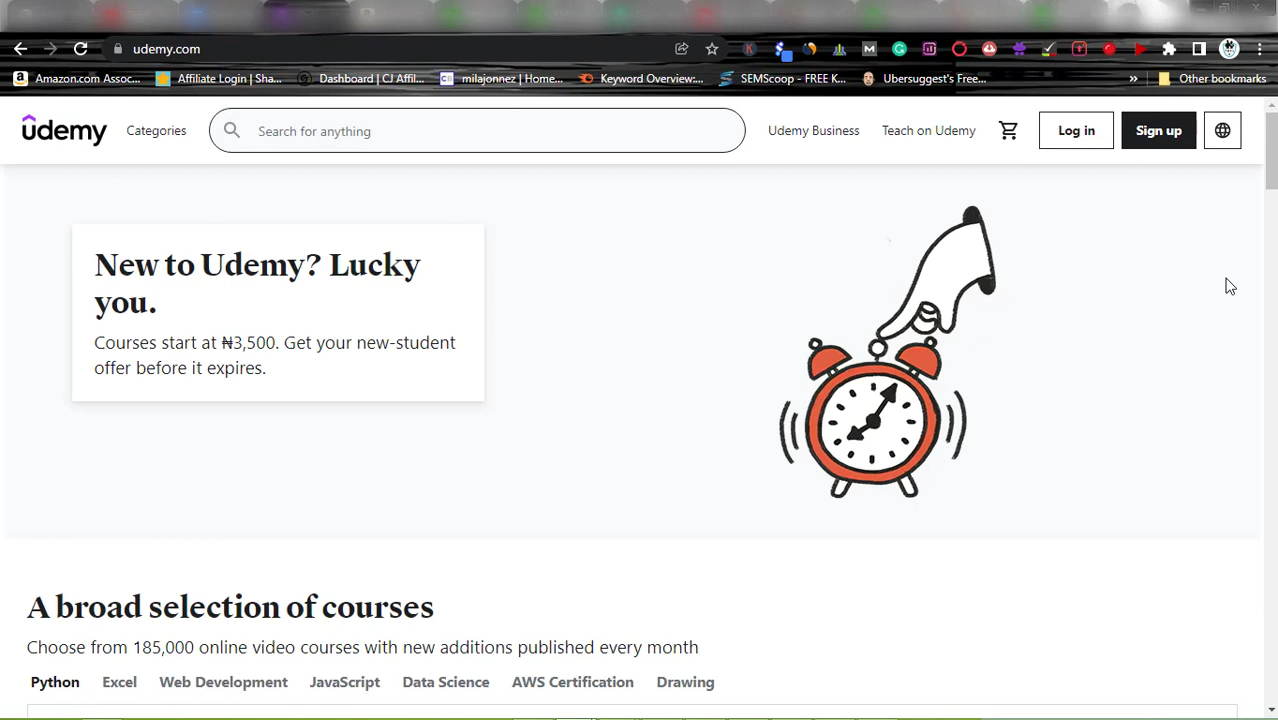 udemy.com
Amazon.com Assoc...
Affiliate Login | Sha...
Dashboard | CJ Affil...
milajonnez | Home...
Keyword Overview:...
SEMScoop - FREE K...
Ubersuggest's Free...
»
Other bookmarks
udemy
Categories
Search for anything
Udemy Business
Teach on Udemy
Log in
Sign up
New to Udemy? Lucky
you.
Courses start at ₦3,500. Get your new-student
offer before it expires.
A broad selection of courses
Choose from 185,000 online video courses with new additions published every month
Python
Excel
Web Development
JavaScript
Data Science
AWS Certification
Drawing